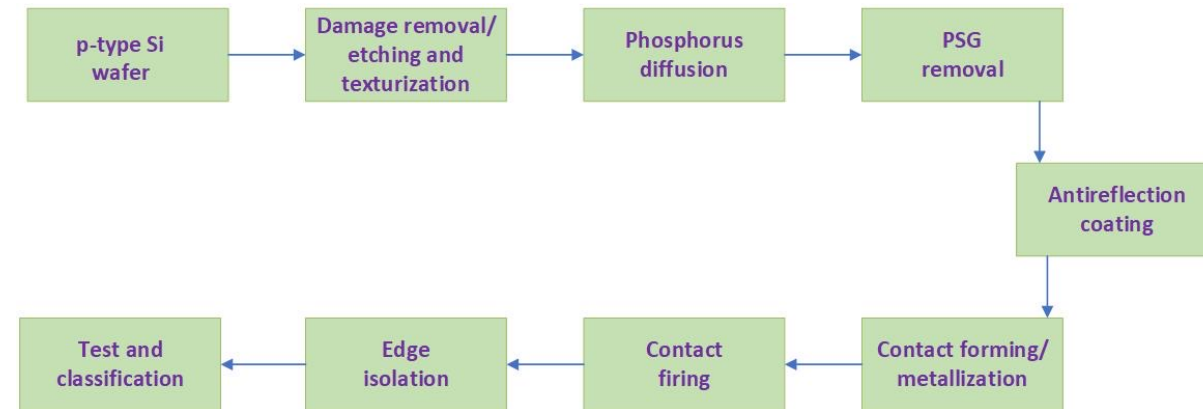 p-type Si
wafer
Damage removal/
etching and
texturization
Phosphorus
diffusion
PSG
removal
Antireflection
coating
Contact forming/
metallization
Contact
firing
Edge
isolation
Test and
classification